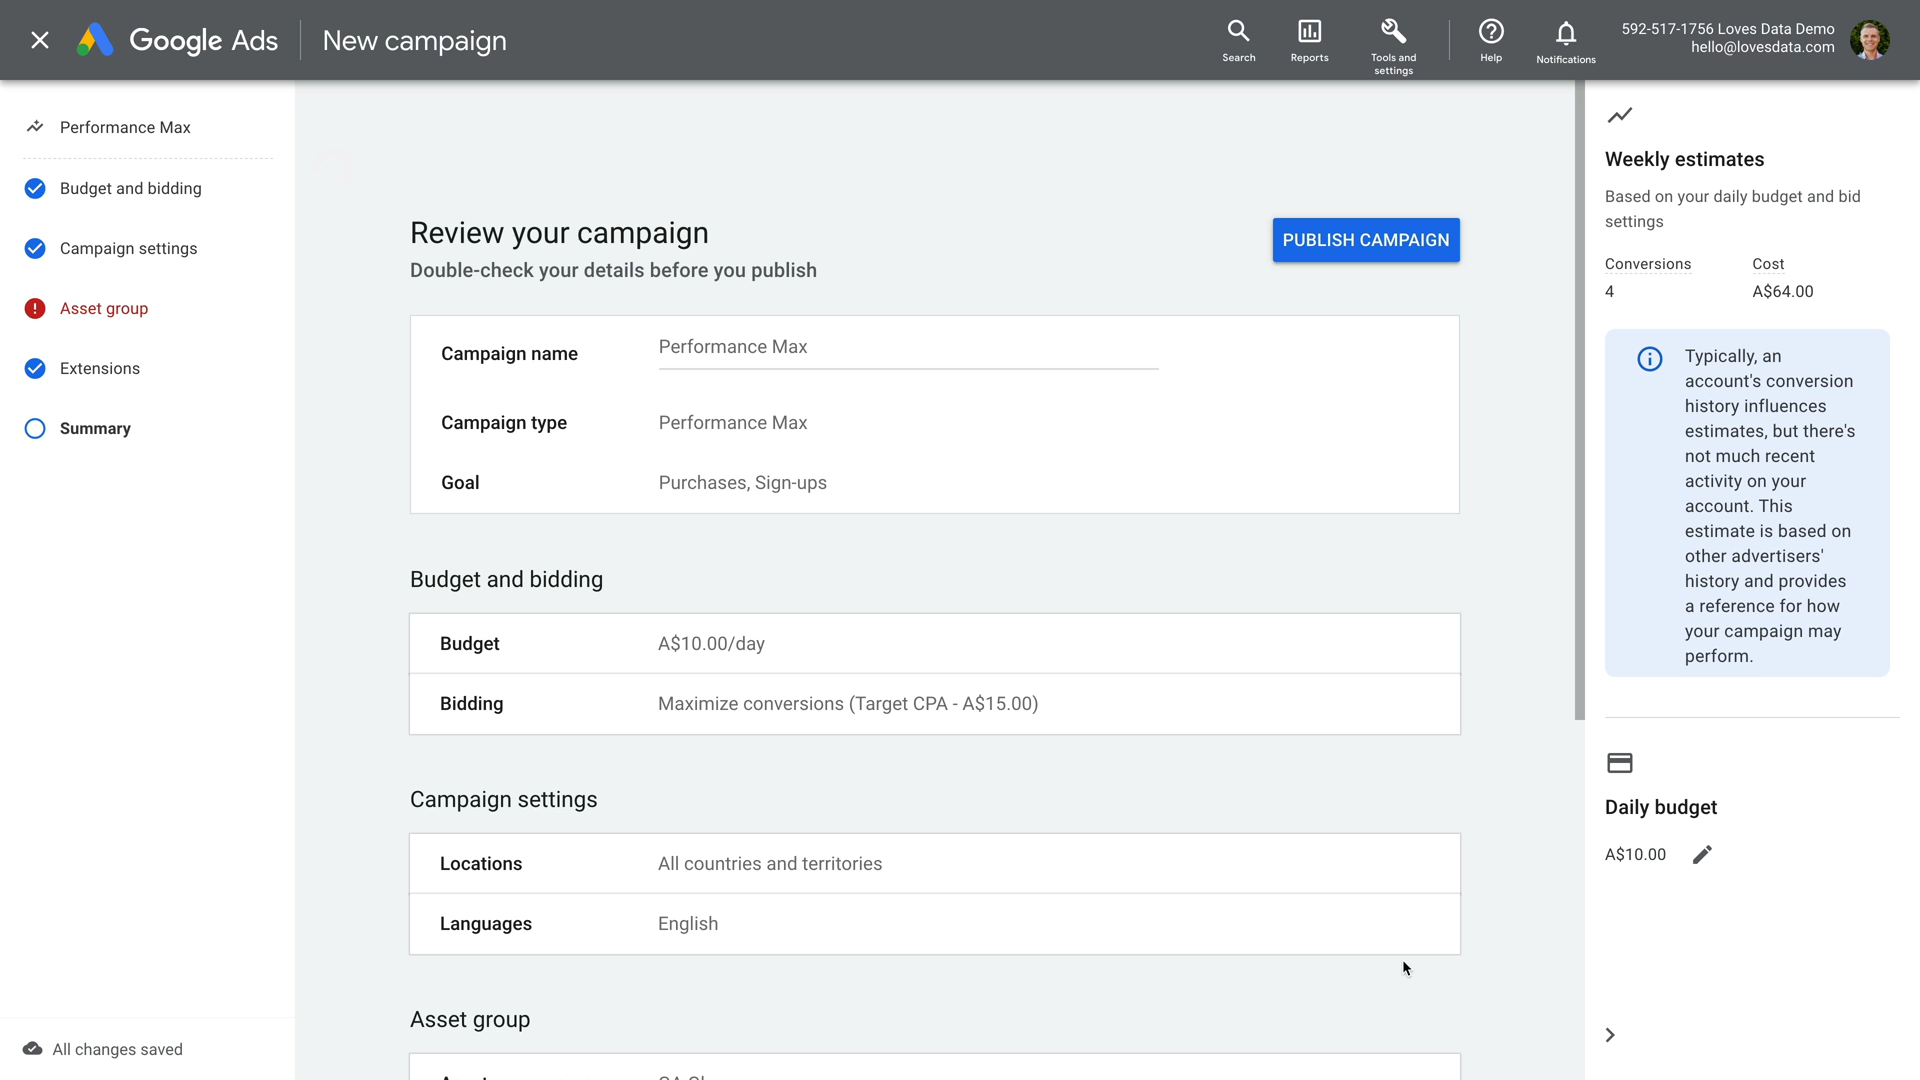 Google Ads
New campaign
Search
Reports
Tools and
settings
Help
Notifications
592-517-1756 Loves Data Demo
hello@lovesdata.com
Performance Max
Budget and bidding
Campaign settings
Asset group
Extensions
Summary
All changes saved
Review your campaign
Double-check your details before you publish
PUBLISH CAMPAIGN
Campaign name Performance Max
Campaign type Performance Max
Goal Purchases, Sign-ups
Budget and bidding
Budget A$10.00/day
Bidding Maximize conversions (Target CPA - A$15.00)
Campaign settings
Locations All countries and territories
Languages English
Asset group
Weekly estimates
Based on your daily budget and bid
settings
Conversions Cost
4 A$64.00
Typically, an
account's conversion
history influences
estimates, but there's
not much recent
activity on your
account. This
estimate is based on
other advertisers'
history and provides
a reference for how
your campaign may
perform.
Daily budget
A$10.00